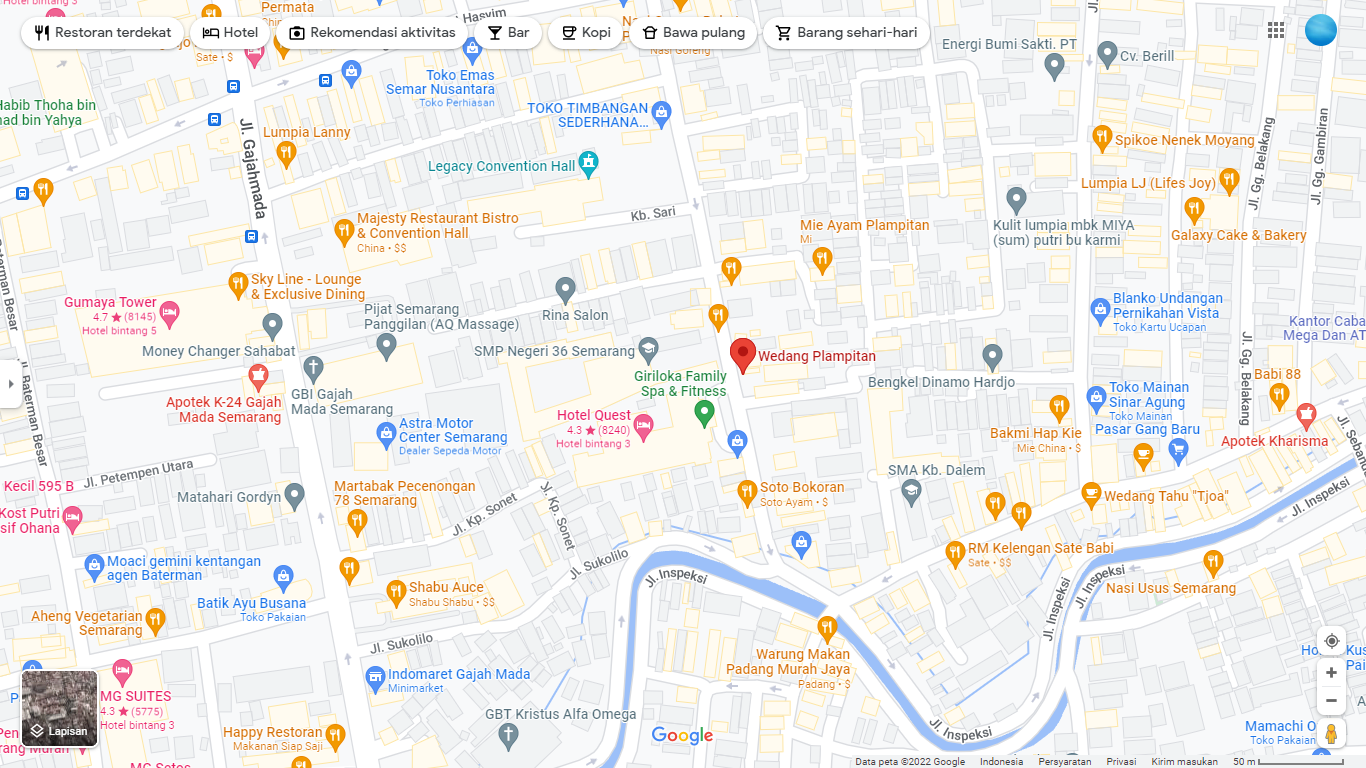 Permata
Chin
Hasyim
Jl.
Restoran terdekat
Hotel
Rekomendasi aktivitas
Bar
Kopi
Bawa pulang
Barang sehari-hari
Nasi Goreng
Sate • $
Energi Bumi Sakti. PT
Cv. Berill
Toko Emas
Semar Nusantara
Toko Perhiasan
Habib Thoha bin
mad bin Yahya
TOKO TIMBANGAN
SEDERHANA...
Lumpia Lanny
Jl. Gajahmada
Legacy Convention Hall
Spikoe Nenek Moyang
Jl. Gg. Belakang
Jl. Gg. Gambiran
Lumpia LJ (Lifes Joy)
Kb. Sari
Majesty Restaurant Bistro
& Convention Hall
China • $$
Mie Ayam Plampitan
Mi
Kulit lumpia mbk MIYA
(sum) putri bu karmi
Galaxy Cake & Bakery
Sky Line - Lounge
& Exclusive Dining
Gumaya Tower
4.7 ★ (8145)
Hotel bintang 5
Pijat Semarang
Panggilan (AQ Massage)
Rina Salon
Blanko Undangan
Pernikahan Vista
Toko Kartu Ucapan
Kantor Caba
Mega Dan AT
Money Changer Sahabat
SMP Negeri 36 Semarang
Wedang Plampitan
Jl. Gg. Belakang
Jl. Baterman Besar
Giriloka Family
Spa & Fitness
Bengkel Dinamo Hardjo
Babi 88
GBI Gajah
Mada Semarang
Apotek K-24 Gajah
Mada Semarang
Toko Mainan
Sinar Agung
Toko Mainan
Pasar Gang Baru
Hotel Quest
4.3 ★ (8240)
Hotel bintang 3
Astra Motor
Center Semarang
Dealer Sepeda Motor
Bakmi Hap Kie
Mie China • $
Apotek Kharisma
Jl. Petempen Utara
SMA Kb. Dalem
Kecil 595 B
Matahari Gordyn
Martabak Pecenongan
78 Semarang
Jl. Kp. Sonet
Jl. Kp. Sonet
Soto Bokoran
Soto Ayam • $
Wedang Tahu "Tjoa"
Jl. Inspeksi
Kost Putri
sif Ohana
Moaci gemini kentangan
agen Baterman
Jl. Sukolilo
RM Kelengan Sate Babi
Sate • $$
Jl. Inspeksi
Jl. Inspeksi
Jl. Inspeksi
Shabu Auce
Shabu Shabu • $$
Nasi Usus Semarang
Batik Ayu Busana
Toko Pakaian
Aheng Vegetarian
Semarang
Jl. Sukolilo
Warung Makan
Padang Murah Jaya
Padang • $
Indomaret Gajah Mada
Minimarket
MG SUITES
4.3 ★ (5775)
Hotel bintang 3
Lapisan
GBT Kristus Alfa Omega
Happy Restoran
Makanan Siap Saji
Google
Jl. Inspeksi
Mamachi O
Toko Pakaian
Data peta ©2022 Google
Indonesia
Persyaratan
Privasi
Kirim masukan
50 m